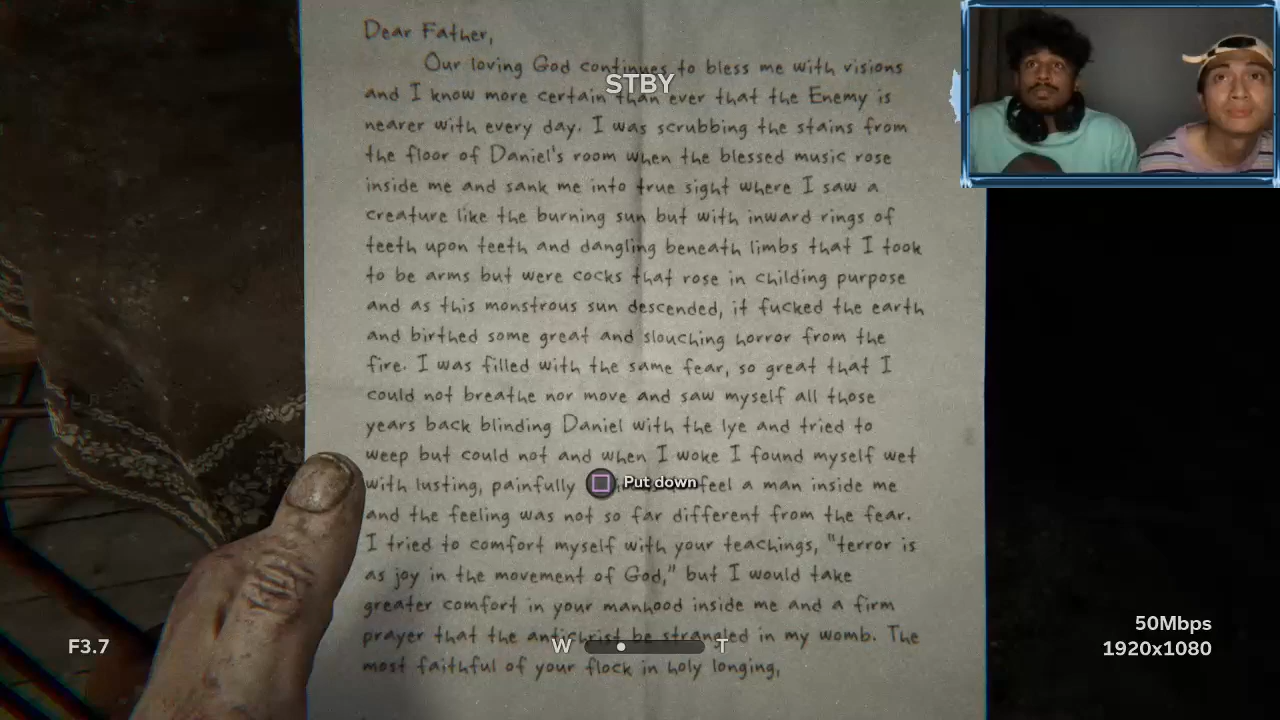 Dear Father,
Our loving God continues to bless me with visions
STBY
and I know more certain than ever that the Enemy is
nearer with every day. I was scrubbing the stains from
the floor of Daniel's room when the blessed music rose
inside me and sank me into true sight where I saw a
creature like the burning sun but with inward rings of
teeth upon teeth and dangling beneath limbs that I took
to be arms but were cocks that rose in childing purpose
and as this monstrous sun descended, it fucked the earth
and birthed some great and slouching horror from the
fire. I was filled with the same fear, so great that I
could not breathe nor move and saw myself all those
years back blinding Daniel with the lye and tried to
weep but could not and when I woke I found myself wet
with lusting, painfully feel a man inside me
Put down
and the feeling was not so far different from the fear.
I tried to comfort myself with your teachings, "terror is
as joy in the movement of God," but I would take
greater comfort in your manhood inside me and a firm
prayer that the antichrist be strangled in my womb. The
most faithful of your flock in holy longing,
F3.7
W T
50Mbps
1920x1080